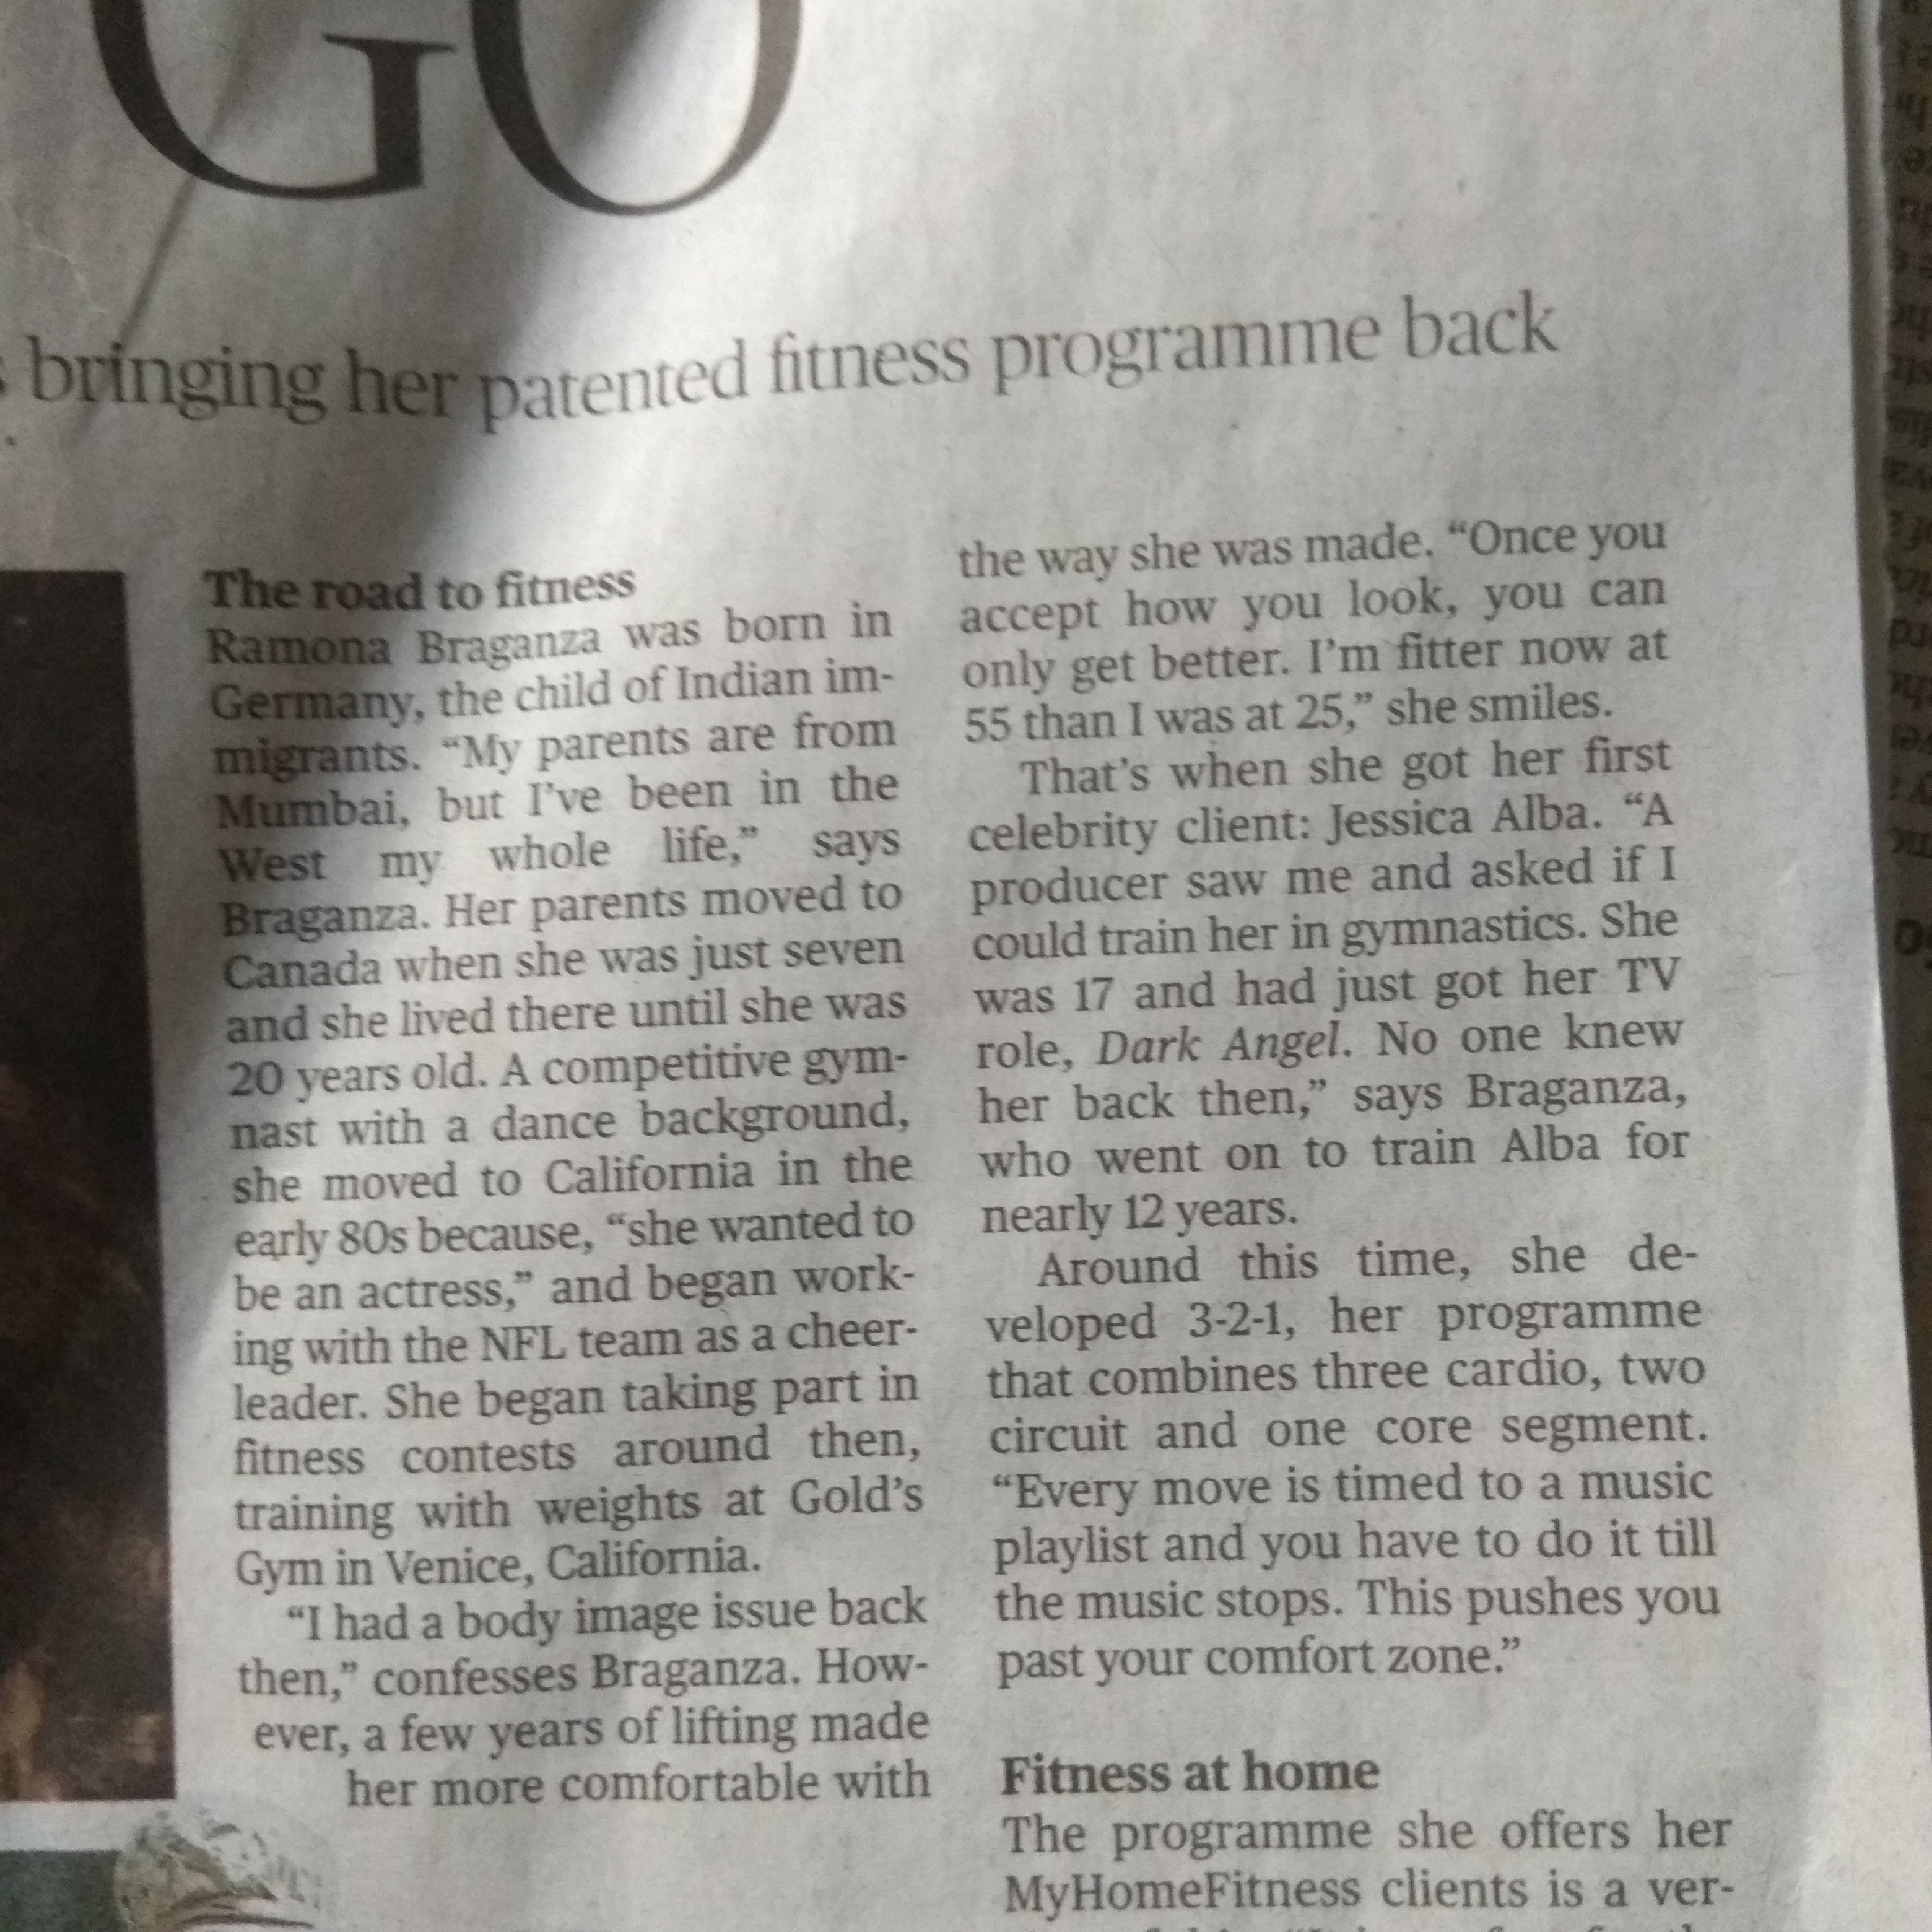 GO
bringing her patented fitness programme back
The road to fitness
Ramona Braganza was born in
Germany, the child of Indian im-
migrants. “My parents are from
Mumbai, but I’ve been in the
West my whole life,” says
Braganza. Her parents moved to
Canada when she was just seven
and she lived there until she was
20 years old. A competitive gym-
nast with a dance background,
she moved to California in the
early 80s because, “she wanted to
be an actress,” and began work-
ing with the NFL team as a cheer-
leader. She began taking part in
fitness contests around then,
training with weights at Gold’s
Gym in Venice, California.
“I had a body image issue back
then,” confesses Braganza. How-
ever, a few years of lifting made
her more comfortable with
the way she was made. “Once you
accept how you look, you can
only get better. I’m fitter now at
55 than I was at 25,” she smiles.
That’s when she got her first
celebrity client: Jessica Alba. “A
producer saw me and asked if I
could train her in gymnastics. She
was 17 and had just got her TV
role, Dark Angel. No one knew
her back then,” says Braganza,
who went on to train Alba for
nearly 12 years.
Around this time, she de-
veloped 3-2-1, her programme
that combines three cardio, two
circuit and one core segment.
“Every move is timed to a music
playlist and you have to do it till
the music stops. This pushes you
past your comfort zone.”
Fitness at home
The programme she offers her
MyHomeFitness clients is a ver-